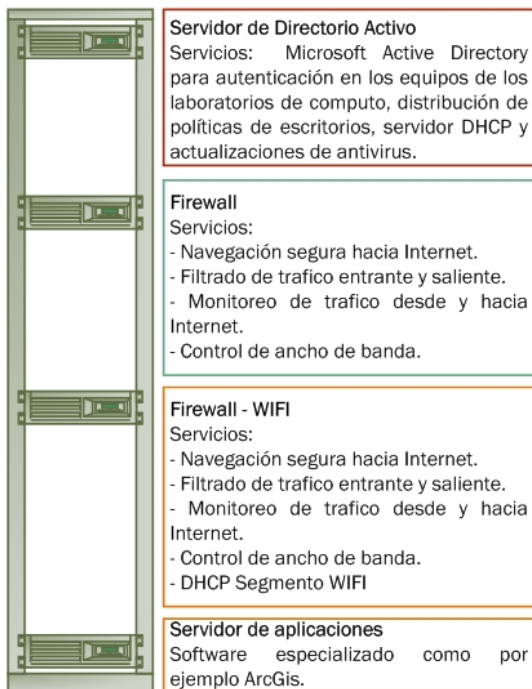 Servidor de Directorio Activo
Servicios: Microsoft Active Directory
para autenticación en los equipos de los
laboratorios de computo, distribución de
políticas de escritorios, servidor DHCP y
actualizaciones de antivirus.
Firewall
Servicios:
- Navegación segura hacia Internet.
- Filtrado de trafico entrante y saliente.
- Monitoreo de trafico desde y hacia
Internet.
- Control de ancho de banda.
Firewall - WIFI
Servicios:
- Navegación segura hacia Internet.
- Filtrado de trafico entrante y saliente.
- Monitoreo de trafico desde y hacia
Internet.
- Control de ancho de banda.
- DHCP Segmento WIFI
Servidor de aplicaciones
Software especializado como por
ejemplo ArcGis.